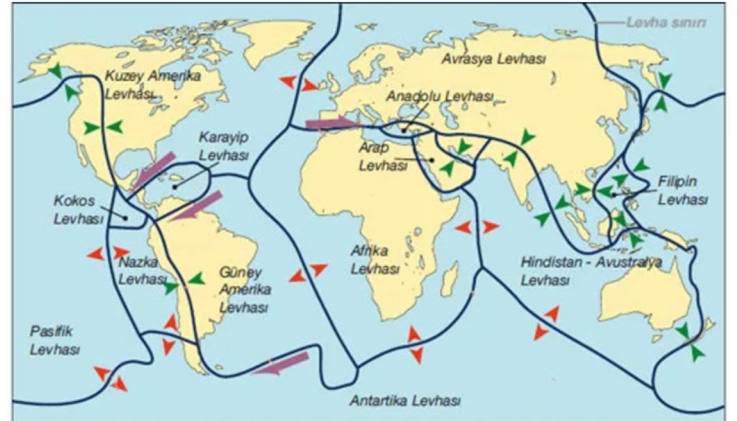 Levha sınırı
Avrasya Levhası
Kuzey Amerika
Levhası
Anadolu Levhası
Karayip
Levhası
Arap
Levhası
Kokos
Levhası
Filipin
Levhası
Nazka
Levhası
Güney
Amerika
Levhası
Afrika
Levhası
Hindistan - Avustralya
Levhası
Pasifik
Levhası
Antartika Levhası